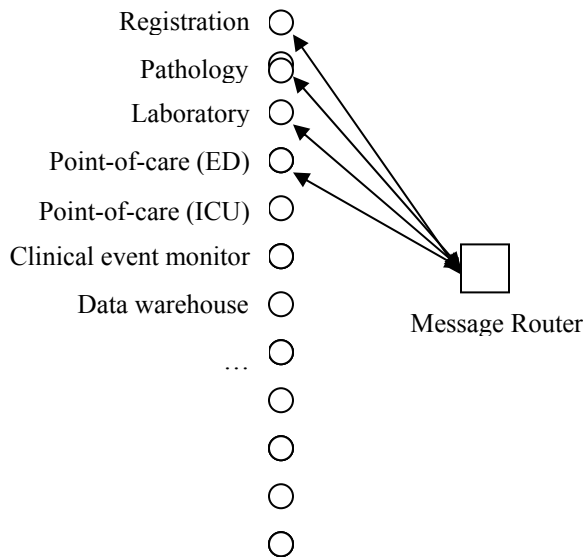 Registration
Pathology
Laboratory
Point-of-care (ED)
Point-of-care (ICU)
Clinical event monitor
Data warehouse
Message Router
…